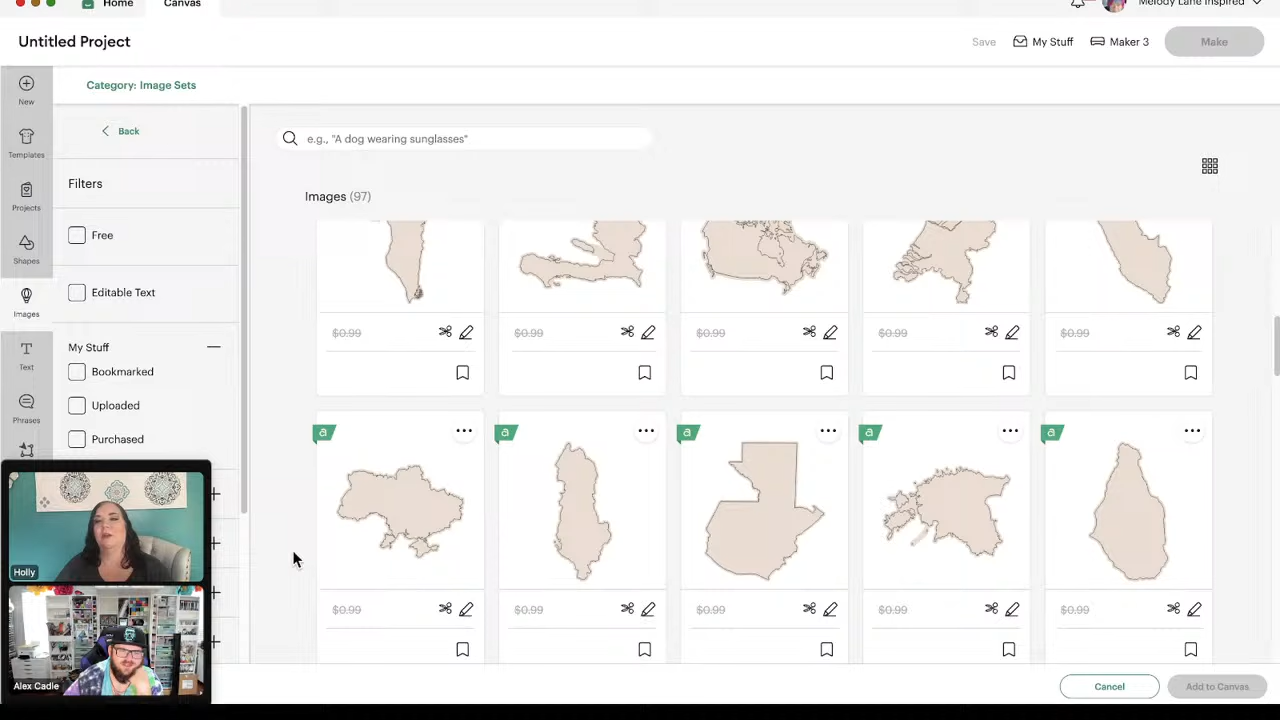 Home
Canvas
Melody Lane Inspired
Untitled Project
Save
My Stuff
Maker 3
Make
New
Templates
Projects
Shapes
Images
Text
Phrases
Category: Image Sets
Back
Filters
Free
Editable Text
My Stuff
Bookmarked
Uploaded
Purchased
e.g., "A dog wearing sunglasses"
Images (97)
$0.99
$0.99
$0.99
$0.99
$0.99
a
a
a
a
a
$0.99
$0.99
$0.99
$0.99
$0.99
Holly
Alex Cadle
Cancel
Add to Canvas